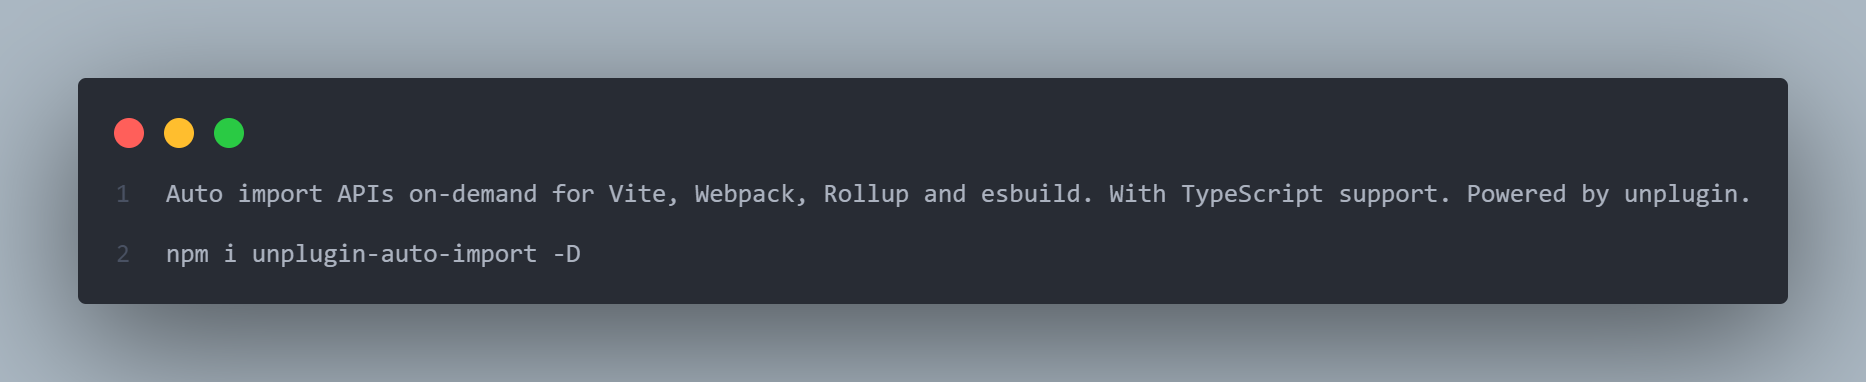 1 Auto import APIs on-demand for Vite, Webpack, Rollup and esbuild. With TypeScript support. Powered by unplugin.
2 npm i unplugin-auto-import -D